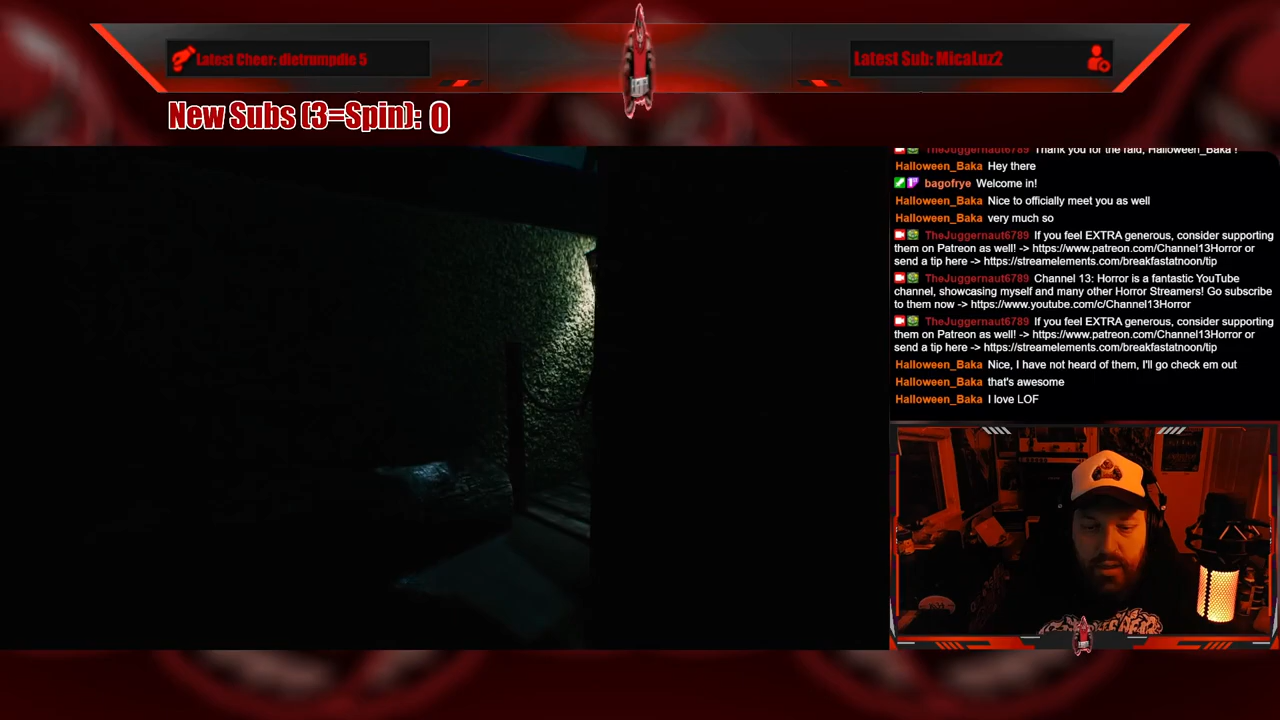 Latest Cheer: dietrumpdie 5
Latest Sub: MicaLuz2
New Subs (3=Spin): 0
TheJuggernaut6789 Thank you for the raid, Halloween_Baka !
Halloween_Baka Hey there
bagofrye Welcome in!
Halloween_Baka Nice to officially meet you as well
Halloween_Baka very much so
TheJuggernaut6789 If you feel EXTRA generous, consider supporting
them on Patreon as well! -> https://www.patreon.com/Channel13Horror or
send a tip here -> https://streamelements.com/breakfastatnoon/tip
TheJuggernaut6789 Channel 13: Horror is a fantastic YouTube
channel, showcasing myself and many other Horror Streamers! Go subscribe
to them now -> https://www.youtube.com/c/Channel13Horror
TheJuggernaut6789 If you feel EXTRA generous, consider supporting
them on Patreon as well! -> https://www.patreon.com/Channel13Horror or
send a tip here -> https://streamelements.com/breakfastatnoon/tip
Halloween_Baka Nice, I have not heard of them, I'll go check em out
Halloween_Baka that's awesome
Halloween_Baka I love LOF